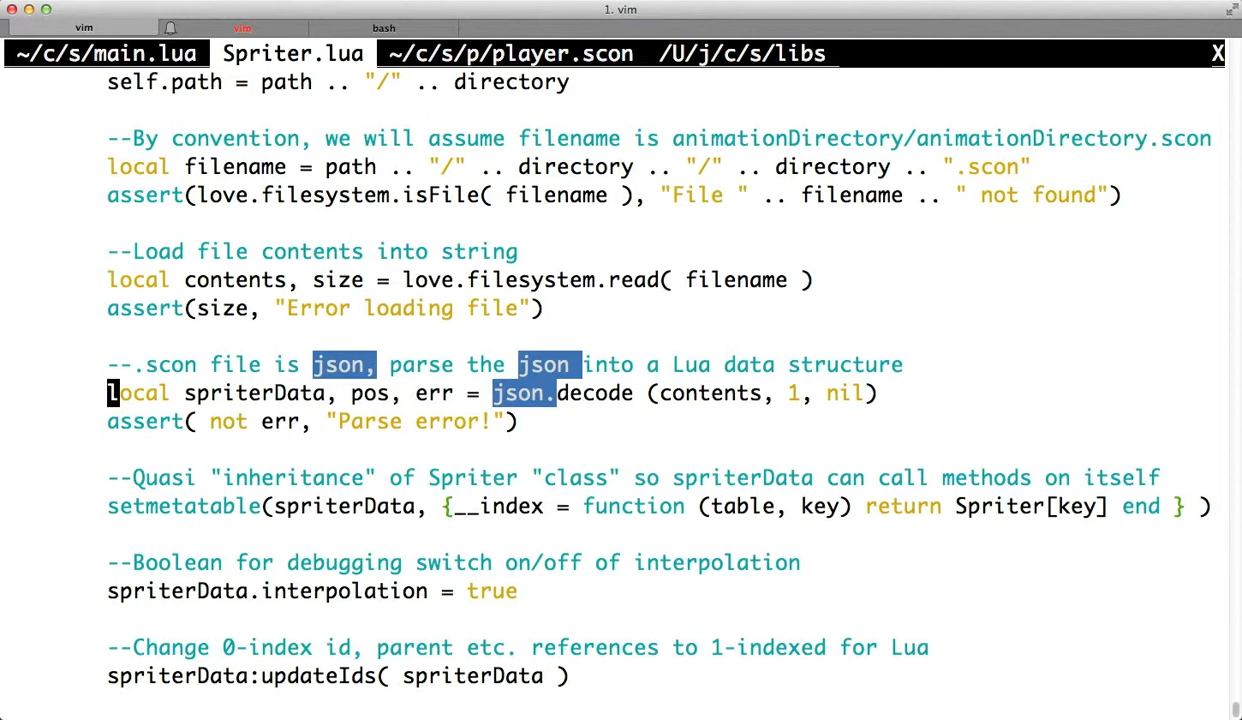 1. vim
vim vim bash
~/c/s/main.lua Spriter.lua ~/c/s/p/player.scon /U/j/c/s/libs X
self.path = path .. "/" .. directory
--By convention, we will assume filename is animationDirectory/animationDirectory.scon
local filename = path .. "/" .. directory .. "/" .. directory .. ".scon"
assert(love.filesystem.isFile( filename ), "File " .. filename .. " not found")
--Load file contents into string
local contents, size = love.filesystem.read( filename )
assert(size, "Error loading file")
--.scon file is json, parse the json into a Lua data structure
local spriterData, pos, err = json.decode (contents, 1, nil)
assert( not err, "Parse error!")
--Quasi "inheritance" of Spriter "class" so spriterData can call methods on itself
setmetatable(spriterData, {__index = function (table, key) return Spriter[key] end } )
--Boolean for debugging switch on/off of interpolation
spriterData.interpolation = true
--Change 0-index id, parent etc. references to 1-indexed for Lua
spriterData:updateIds( spriterData )